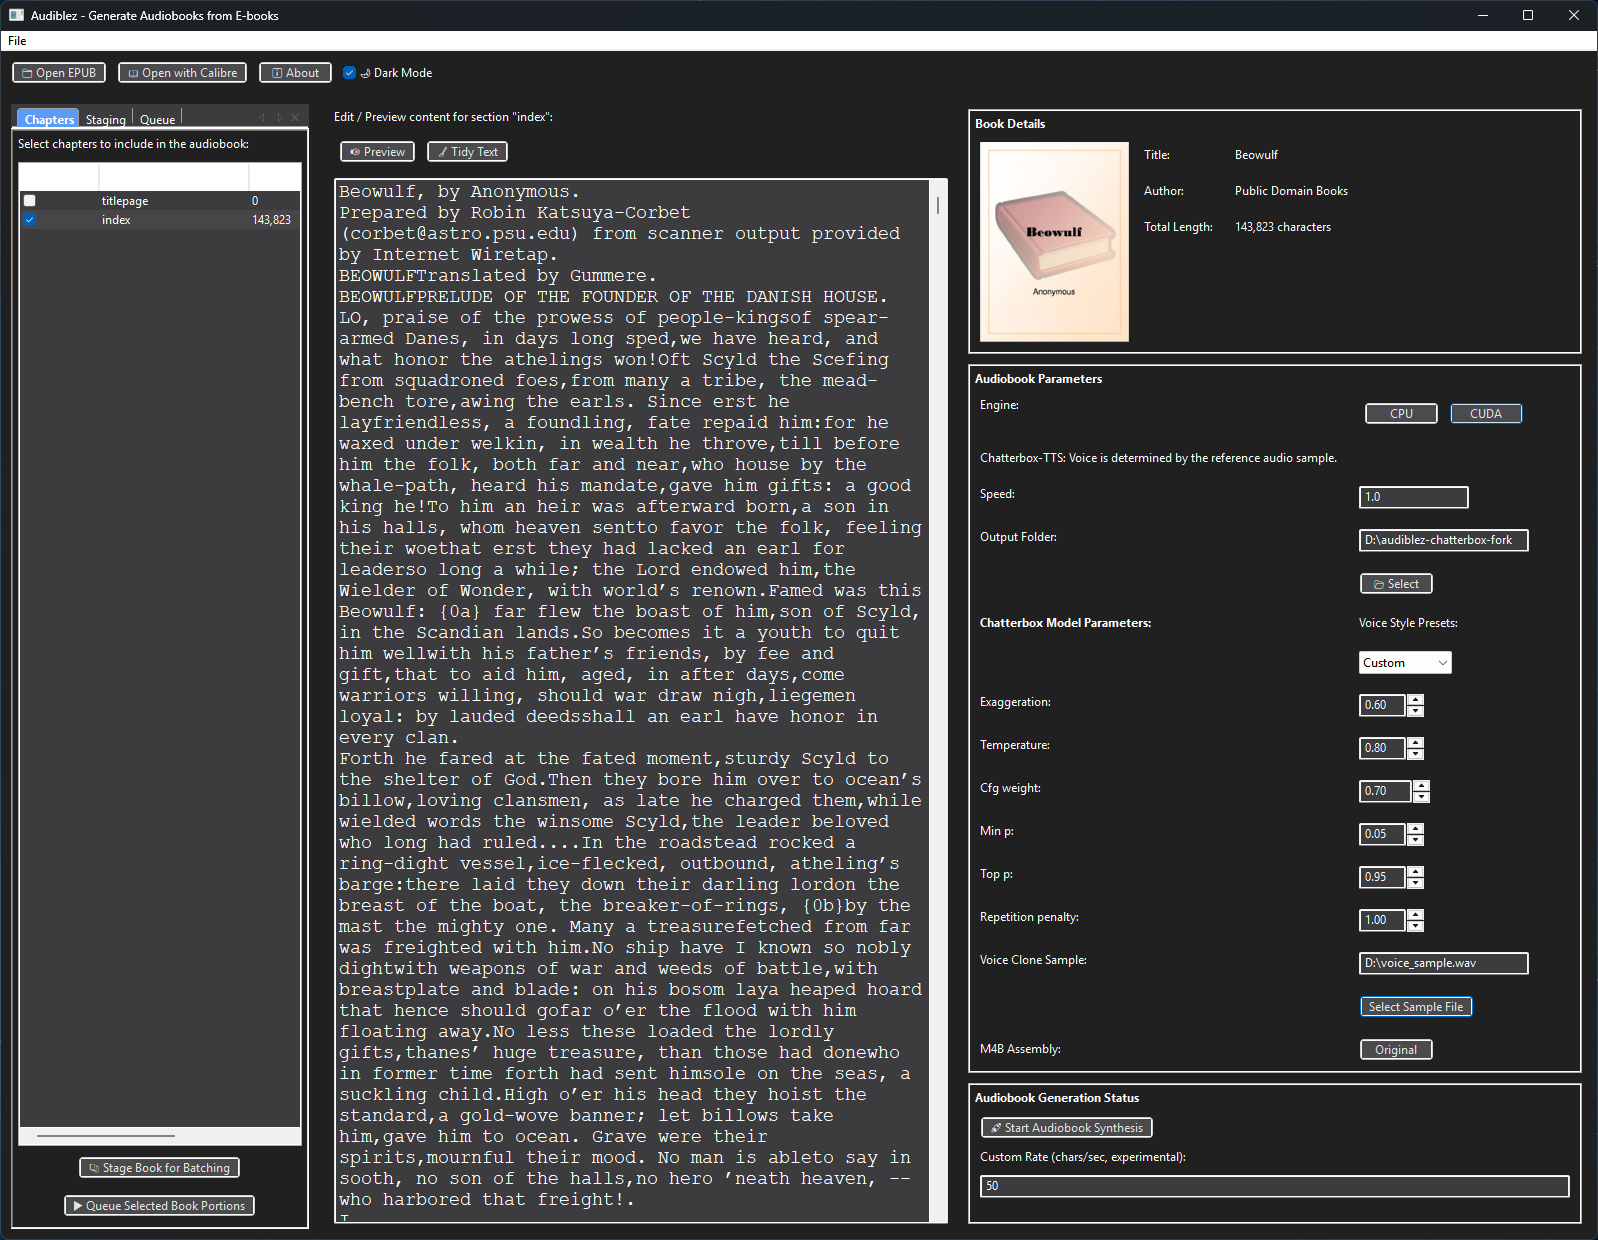 Audiblez - Generate Audiobooks from E-books
File
Open EPUB
Open with Calibre
About
Dark Mode
Chapters
Staging
Queue
Select chapters to include in the audiobook:
titlepage 0
index 143,823
Stage Book for Batching
Queue Selected Book Portions
Edit / Preview content for section "index":
Preview
Tidy Text
Beowulf, by Anonymous.
Prepared by Robin Katsuya-Corbet
(corbet@astro.psu.edu) from scanner output provided
by Internet Wiretap.
BEOWULFTranslated by Gummere.
BEOWULFPRELUDE OF THE FOUNDER OF THE DANISH HOUSE.
LO, praise of the prowess of people-kingsof spear-
armed Danes, in days long sped,we have heard, and
what honor the athelings won!Oft Scyld the Scefing
from squadroned foes,from many a tribe, the mead-
bench tore,awing the earls. Since erst he
layfriendless, a foundling, fate repaid him:for he
waxed under welkin, in wealth he throve,till before
him the folk, both far and near,who house by the
whale-path, heard his mandate,gave him gifts: a good
king he!To him an heir was afterward born,a son in
his halls, whom heaven sentto favor the folk, feeling
their woethat erst they had lacked an earl for
leaderso long a while; the Lord endowed him,the
Wielder of Wonder, with world’s renown.Famed was this
Beowulf: {0a} far flew the boast of him,son of Scyld,
in the Scandian lands.So becomes it a youth to quit
him wellwith his father’s friends, by fee and
gift,that to aid him, aged, in after days,come
warriors willing, should war draw nigh,liegemen
loyal: by lauded deedsshall an earl have honor in
every clan.
Forth he fared at the fated moment,sturdy Scyld to
the shelter of God.Then they bore him over to ocean’s
billow,loving clansmen, as late he charged them,while
wielded words the winsome Scyld,the leader beloved
who long had ruled....In the roadstead rocked a
ring-dight vessel,ice-flecked, outbound, atheling’s
barge:there laid they down their darling lordon the
breast of the boat, the breaker-of-rings, {0b}by the
mast the mighty one. Many a treasurefetched from far
was freighted with him.No ship have I known so nobly
dightwith weapons of war and weeds of battle,with
breastplate and blade: on his bosom laya heaped hoard
that hence should gofar o’er the flood with him
floating away.No less these loaded the lordly
gifts,thanes’ huge treasure, than those had donewho
in former time forth had sent himsole on the seas, a
suckling child.High o’er his head they hoist the
standard,a gold-wove banner; let billows take
him,gave him to ocean. Grave were their
spirits,mournful their mood. No man is ableto say in
sooth, no son of the halls,no hero ’neath heaven, --
who harbored that freight!.
Book Details
Beowulf
Anonymous
Title: Beowulf
Author: Public Domain Books
Total Length: 143,823 characters
Audiobook Parameters
Engine: CPU CUDA
Chatterbox-TTS: Voice is determined by the reference audio sample.
Speed: 1.0
Output Folder: D:\audiblez-chatterbox-fork
Select
Chatterbox Model Parameters: Voice Style Presets:
Custom
Exaggeration: 0.60
Temperature: 0.80
Cfg weight: 0.70
Min p: 0.05
Top p: 0.95
Repetition penalty: 1.00
Voice Clone Sample: D:\voice_sample.wav
Select Sample File
M4B Assembly: Original
Audiobook Generation Status
Start Audiobook Synthesis
Custom Rate (chars/sec, experimental):
50